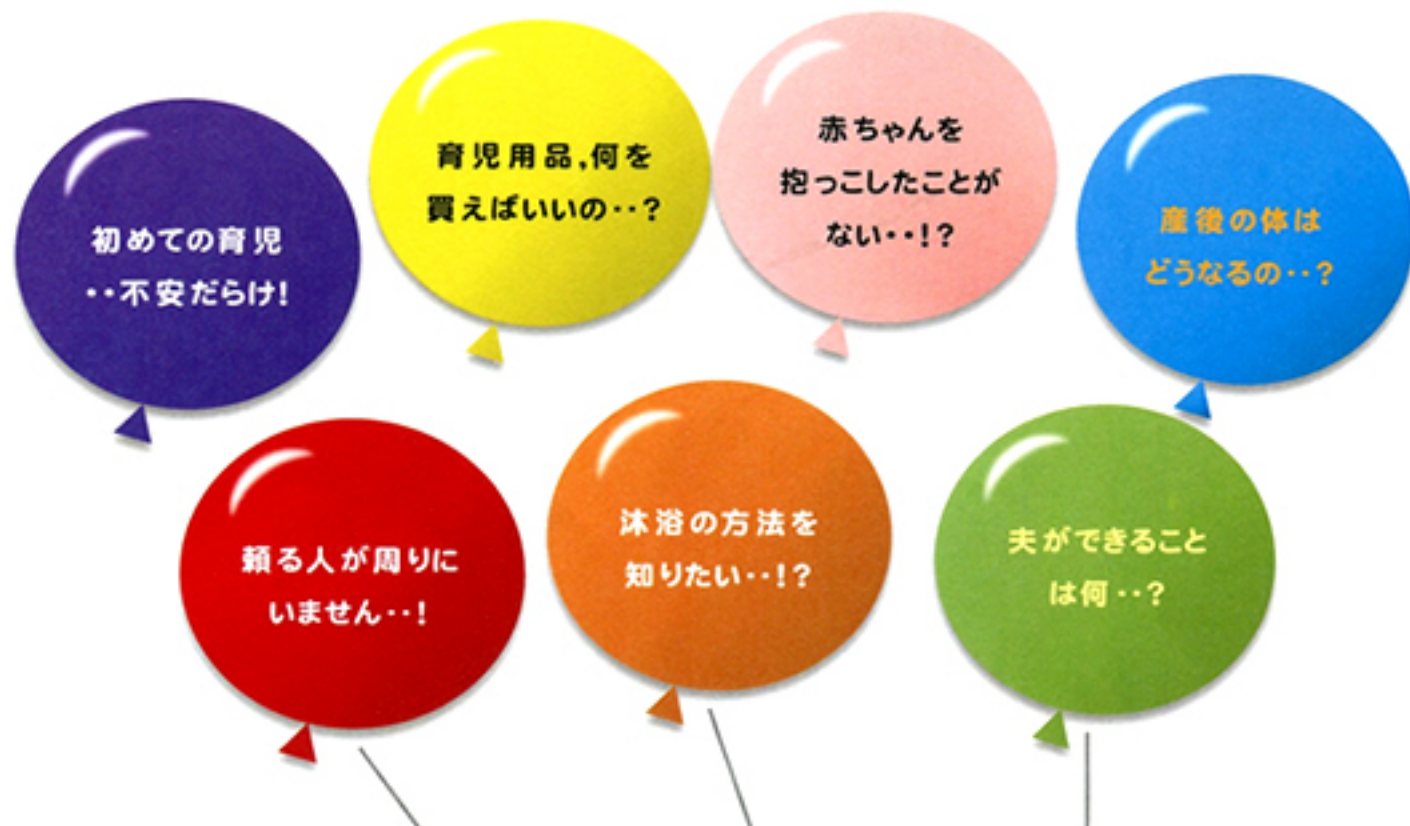 初めての育児
‥不安だらけ!
育児用品,何を
買えばいいの‥?
赤ちゃんを
抱っこしたことが
ない‥!?
産後の体は
どうなるの‥?
頼る人が周りに
いません‥!
沐浴の方法を
知りたい‥!?
夫ができること
は何‥?